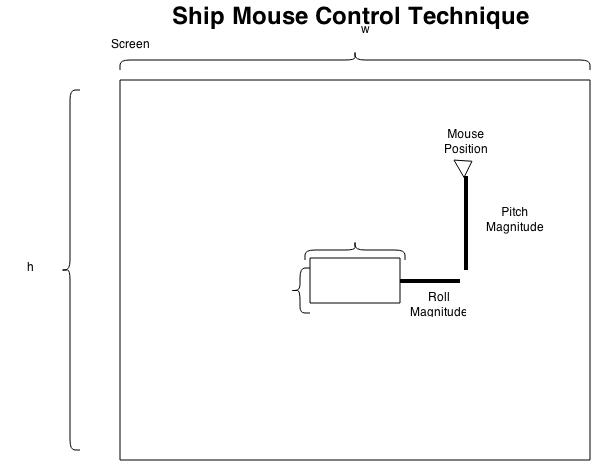 Ship Mouse Control Technique
w
Screen
Mouse
Position
Pitch
Magnitude
h
Roll
Magnitude